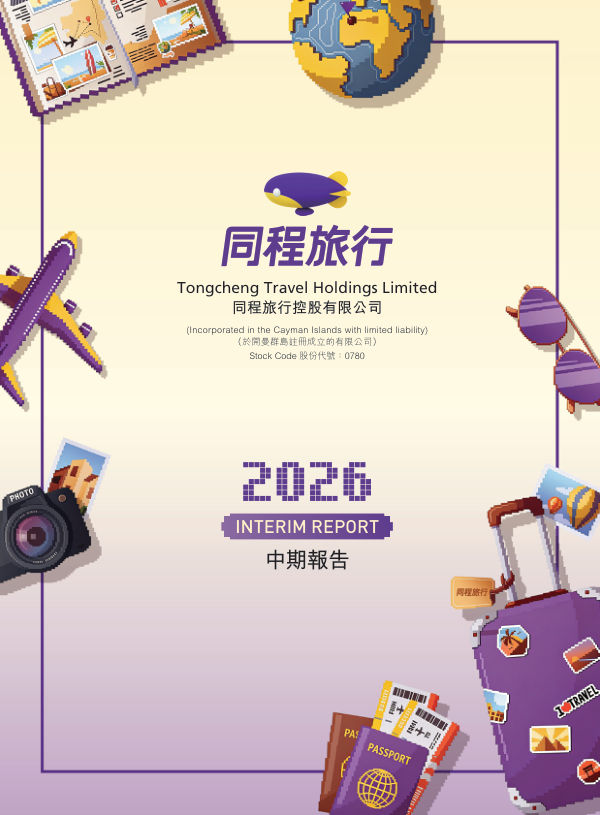 同程旅行
Tongcheng Travel Holdings Limited
同程旅行控股有限公司
(Incorporated in the Cayman Islands with limited liability)
（於開曼群島註冊成立的有限公司）
Stock Code 股份代號：0780
PHOTO
2026
INTERIM REPORT
中期報告
同程旅行
I TRAVEL
PASSPORT